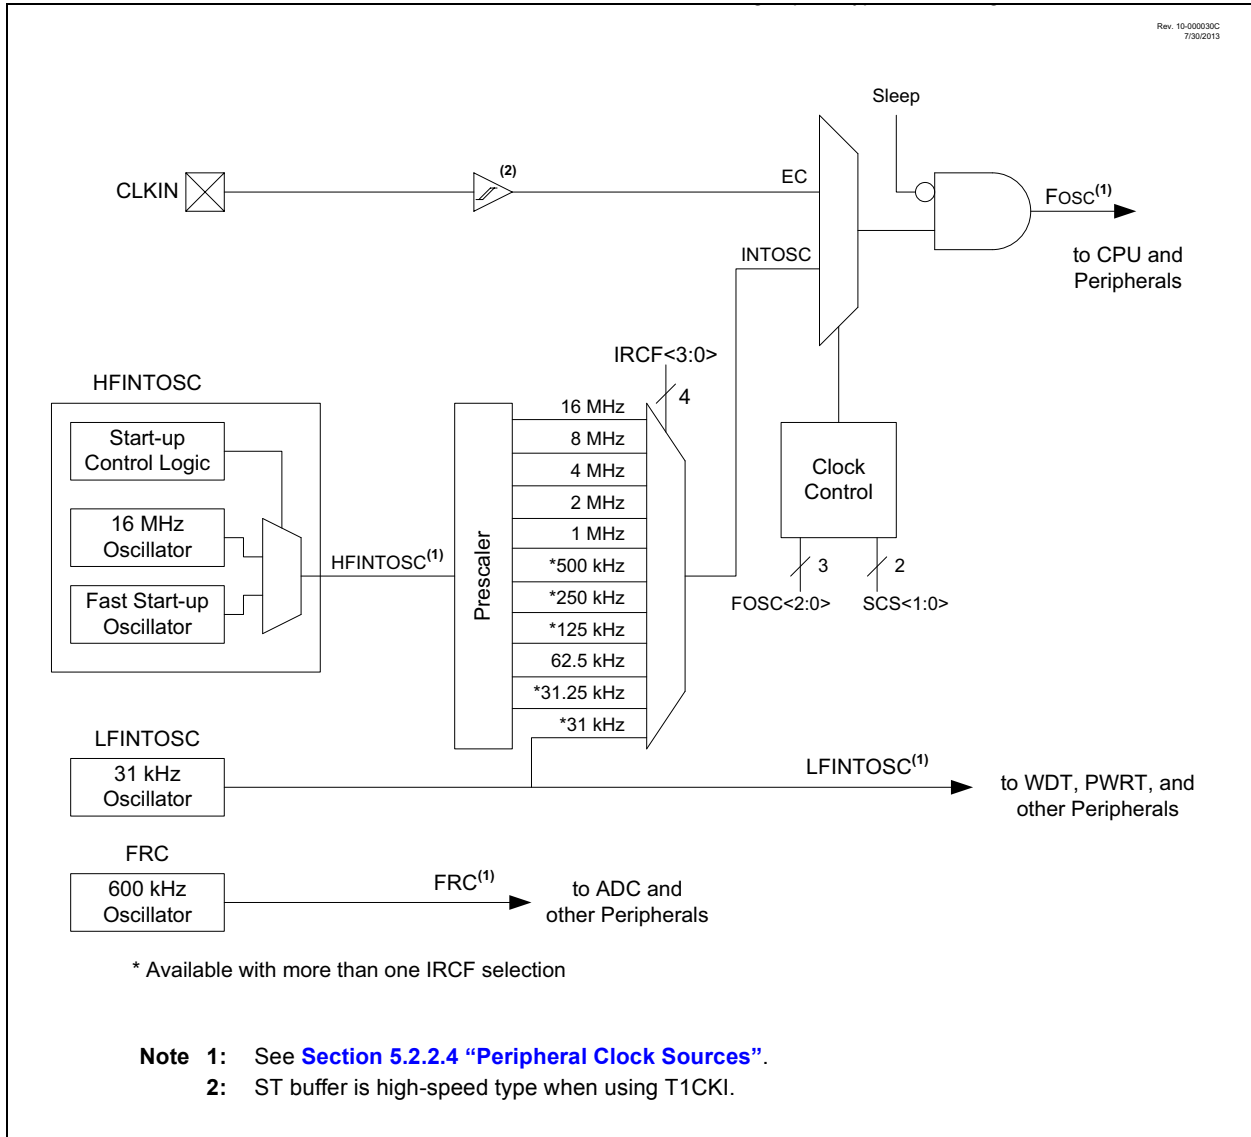 Rev. 10-000030C
7/30/2013
Sleep
(2)
CLKIN
EC
FOSC(1)
INTOSC
to CPU and
Peripherals
IRCF<3:0>
4
HFINTOSC
16 MHz
Start-up
Control Logic
8 MHz
4 MHz
Clock
Control
2 MHz
16 MHz
Oscillator
1 MHz
HFINTOSC(1)
Prescaler
*500 kHz
3
2
*250 kHz
Fast Start-up
Oscillator
FOSC<2:0>
SCS<1:0>
*125 kHz
62.5 kHz
*31.25 kHz
*31 kHz
LFINTOSC
31 kHz
Oscillator
LFINTOSC(1)
to WDT, PWRT, and
other Peripherals
FRC
600 kHz
Oscillator
FRC(1)
to ADC and
other Peripherals
* Available with more than one IRCF selection
Note 1: See Section 5.2.2.4 “Peripheral Clock Sources”.
2: ST buffer is high-speed type when using T1CKI.